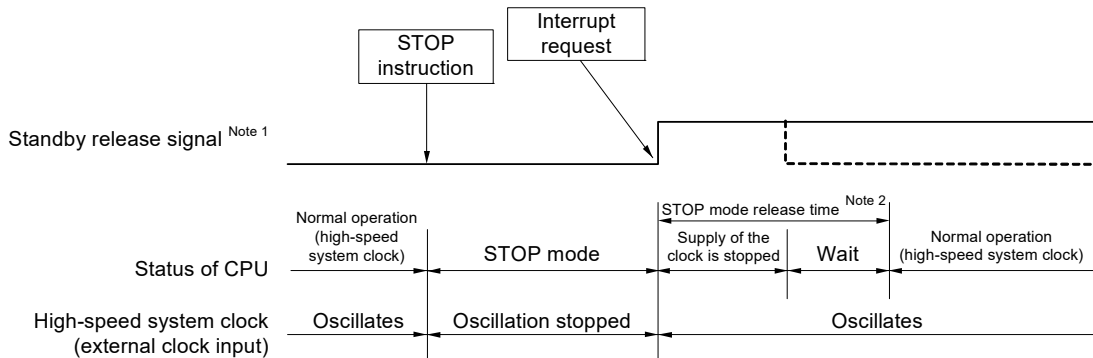 STOP
instruction
Interrupt
request
Standby release signal Note 1
STOP mode release time Note 2
Normal operation
(high-speed
system clock)
Status of CPU
STOP mode
Supply of the
clock is stopped
Wait
Normal operation
(high-speed system clock)
High-speed system clock
(external clock input)
Oscillates
Oscillation stopped
Oscillates